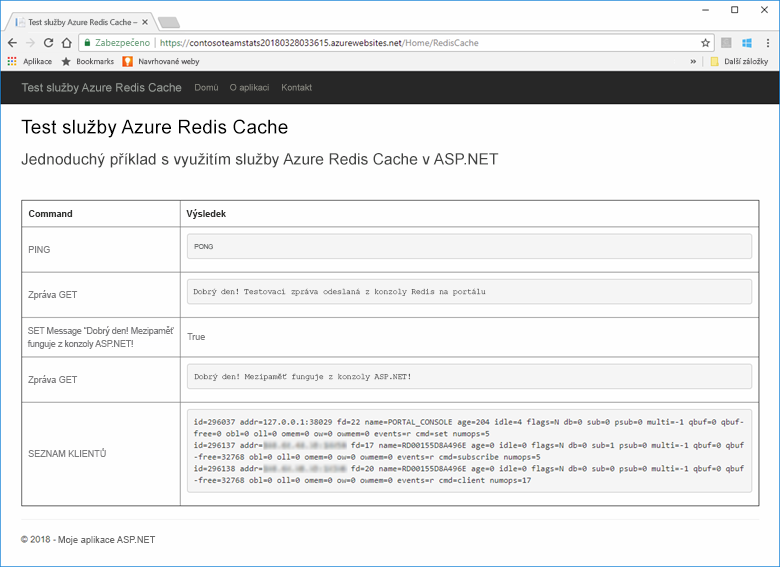 Test služby Azure Redis Cache –
Zabezpečeno | https://contosoteamstats20180328033615.azurewebsites.net/Home/RedisCache
Aplikace Bookmarks Navrhované weby » Další záložky
Test služby Azure Redis Cache Domů O aplikaci Kontakt
Test služby Azure Redis Cache
Jednoduchý příklad s využitím služby Azure Redis Cache v ASP.NET
Command Výsledek
PING PONG
Zpráva GET Dobrý den! Testovací zpráva odeslaná z konzoly Redis na portálu
SET Message "Dobrý den! Mezipaměť
funguje z konzoly ASP.NET! True
Zpráva GET Dobrý den! Mezipaměť funguje z konzoly ASP.NET!
SEZNAM KLIENTŮ
id=296037 addr=127.0.0.1:38029 fd=22 name=PORTAL_CONSOLE age=204 idle=4 flags=N db=0 sub=0 psub=0 multi=-1 qbuf=0 qbuf-
free=0 obl=0 oll=0 omem=0 ow=0 owmem=0 events=r cmd=set numops=5
id=296137 addr= fd=17 name=RD00155D8A496E age=0 idle=0 flags=N db=0 sub=1 psub=0 multi=-1 qbuf=0 qbuf
-free=32768 obl=0 oll=0 omem=0 ow=0 owmem=0 events=r cmd=subscribe numops=5
id=296138 addr= fd=20 name=RD00155D8A496E age=0 idle=0 flags=N db=0 sub=0 psub=0 multi=-1 qbuf=0 qbuf
-free=32768 obl=0 oll=0 omem=0 ow=0 owmem=0 events=r cmd=client numops=17
© 2018 - Moje aplikace ASP.NET